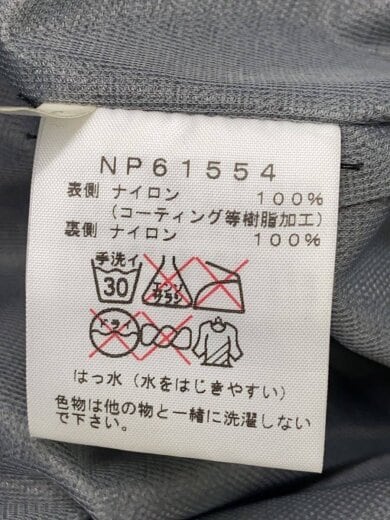 NP61554
表側 ナイロン 100%
(コーティング等樹脂加工)
裏側 ナイロン 100%
手洗イ
30
エンソ
サラシ
ドライ
はっ水（水をはじきやすい）
色物は他の物と一緒に洗濯しない
で下さい。